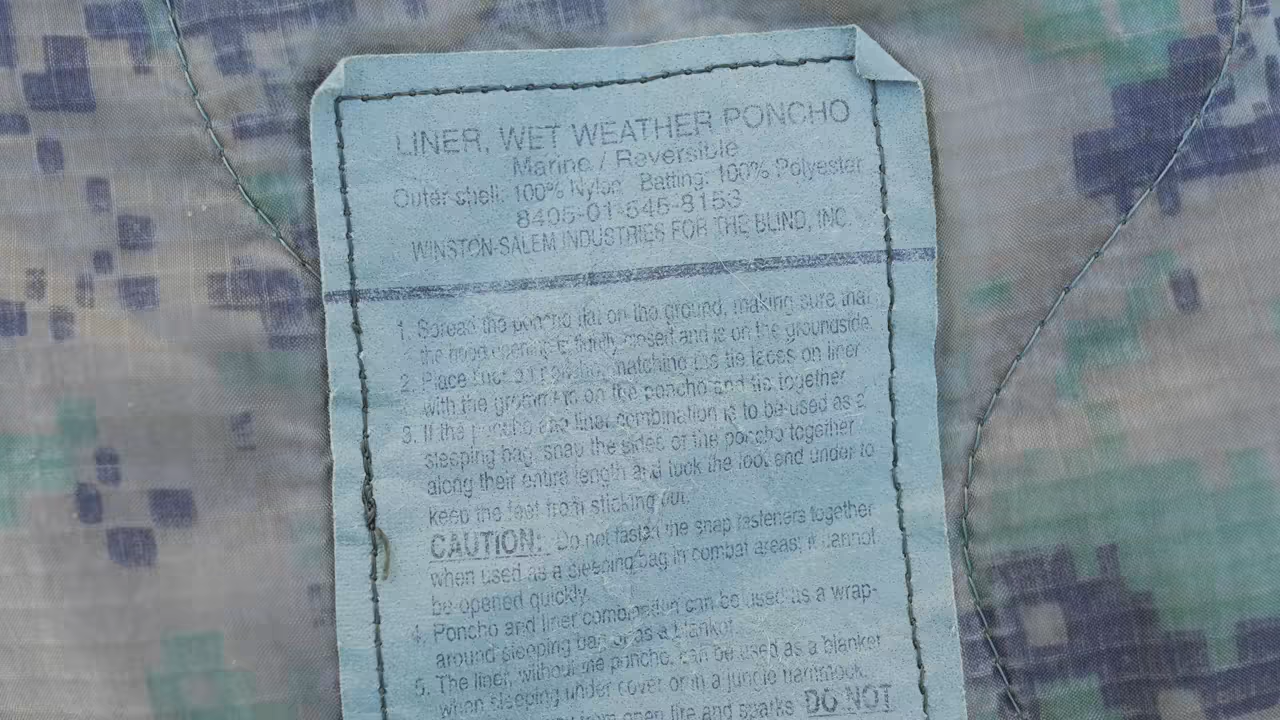 LINER, WET WEATHER PONCHO
Marine / Reversible
Outer shell: 100% Nylon Batting: 100% Polyester
8405-01-545-8153
WINSTON-SALEM INDUSTRIES FOR THE BLIND, INC.
1. Spread the poncho flat on the ground, making sure that
the hood opening is tightly closed and is on the groundside.
2. Place liner on poncho, matching the tie laces on liner
with the grommets on the poncho and tie together
3. If the poncho and liner combination is to be used as a
sleeping bag, snap the sides of the poncho together
along their entire length and tuck the foot end under to
keep the feet from sticking out.
CAUTION: Do not fasten the snap fasteners together
when used as a sleeping bag in combat areas; it cannot
be opened quickly.
4. Poncho and liner combination can be used as a wrap-
around sleeping bag or as a blanket.
5. The liner, without the poncho, can be used as a blanket
when sleeping under cover or in a jungle hammock.
away from open fire and sparks DO NOT